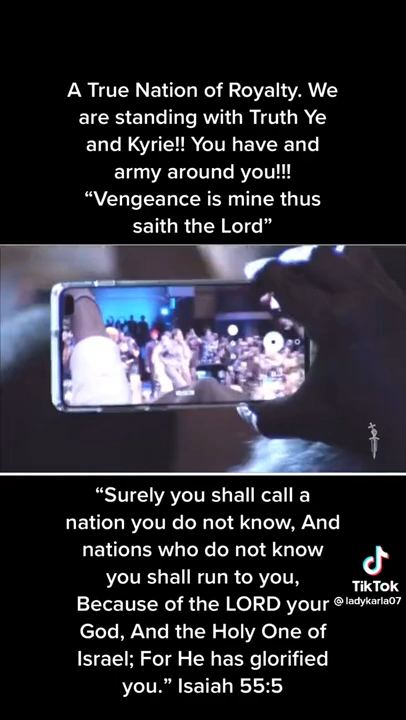 A True Nation of Royalty. We
are standing with Truth Ye
and Kyrie!! You have and
army around you!!!
“Vengeance is mine thus
saith the Lord”
“Surely you shall call a
nation you do not know, And
nations who do not know
you shall run to you,
Because of the LORD your
God, And the Holy One of
Israel; For He has glorified
you.” Isaiah 55:5
TikTok
@ladykarla07